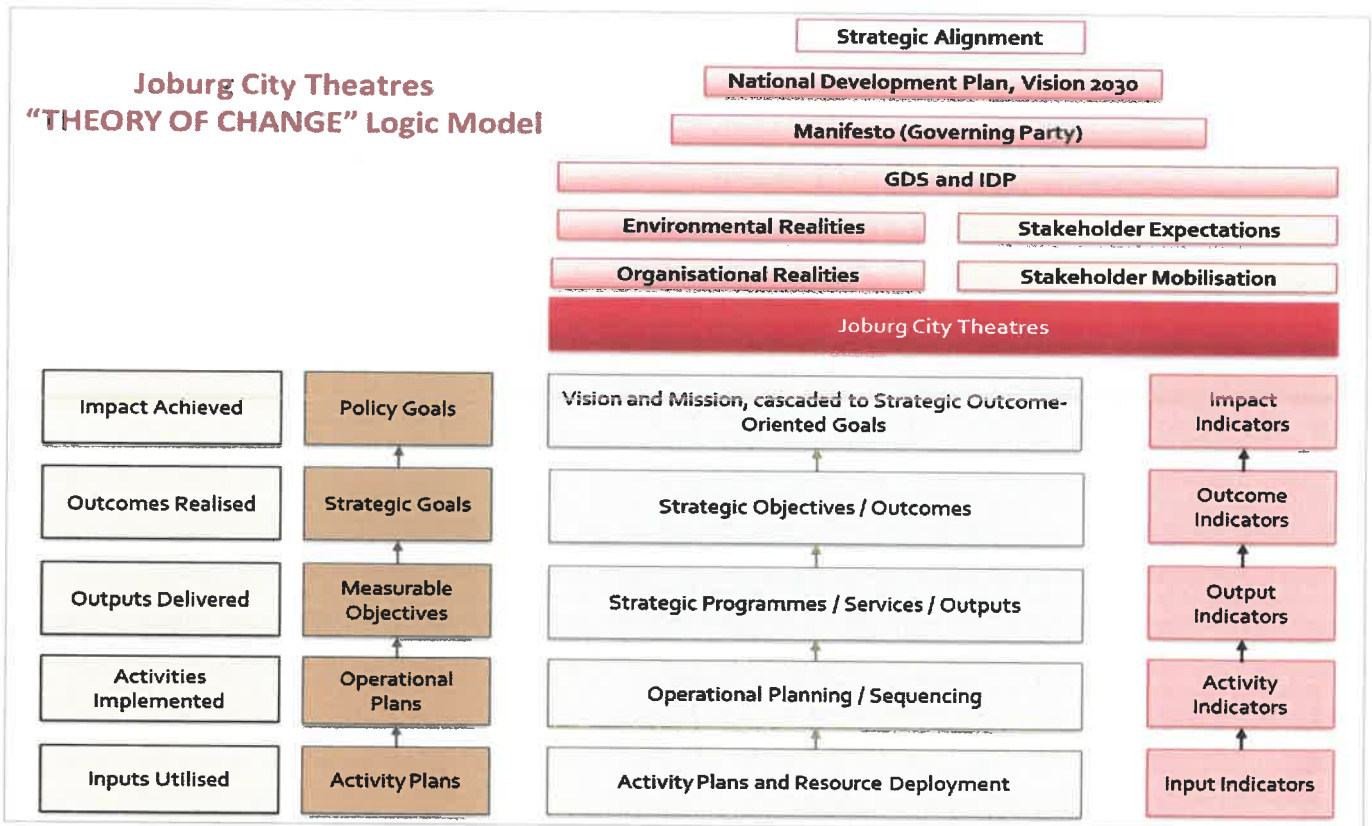 Joburg City Theatres
“THEORY OF CHANGE” Logic Model
Strategic Alignment
National Development Plan, Vision 2030
Manifesto (Governing Party)
GDS and IDP
Environmental Realities
Stakeholder Expectations
Organisational Realities
Stakeholder Mobilisation
Joburg City Theatres
Impact Achieved
Policy Goals
Vision and Mission, cascaded to Strategic Outcome-
Oriented Goals
Impact
Indicators
Outcomes Realised
Strategic Goals
Strategic Objectives / Outcomes
Outcome
Indicators
Outputs Delivered
Measurable
Objectives
Strategic Programmes / Services / Outputs
Output
Indicators
Activities
Implemented
Operational
Plans
Operational Planning / Sequencing
Activity
Indicators
Inputs Utilised
Activity Plans
Activity Plans and Resource Deployment
Input Indicators